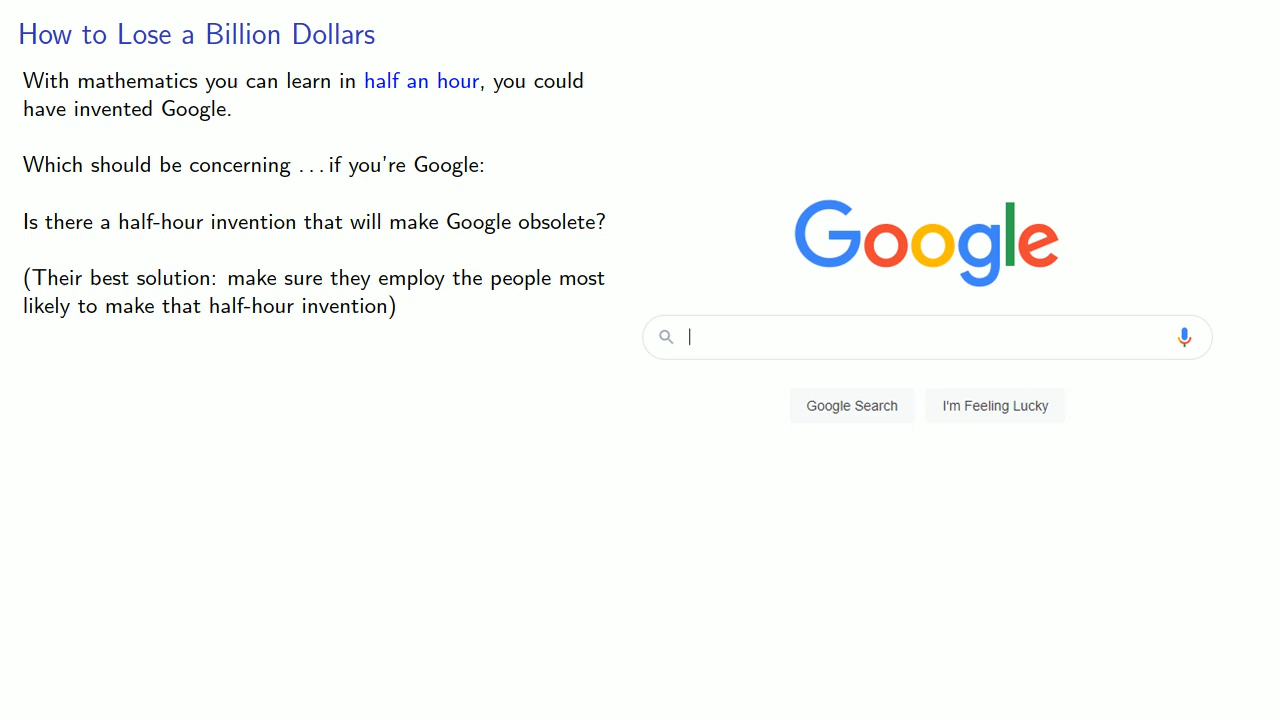 How to Lose a Billion Dollars
With mathematics you can learn in half an hour, you could
have invented Google.
Which should be concerning ...if you're Google:
Is there a half-hour invention that will make Google obsolete?
(Their best solution: make sure they employ the people most
likely to make that half-hour invention)
Google
Google Search
I'm Feeling Lucky